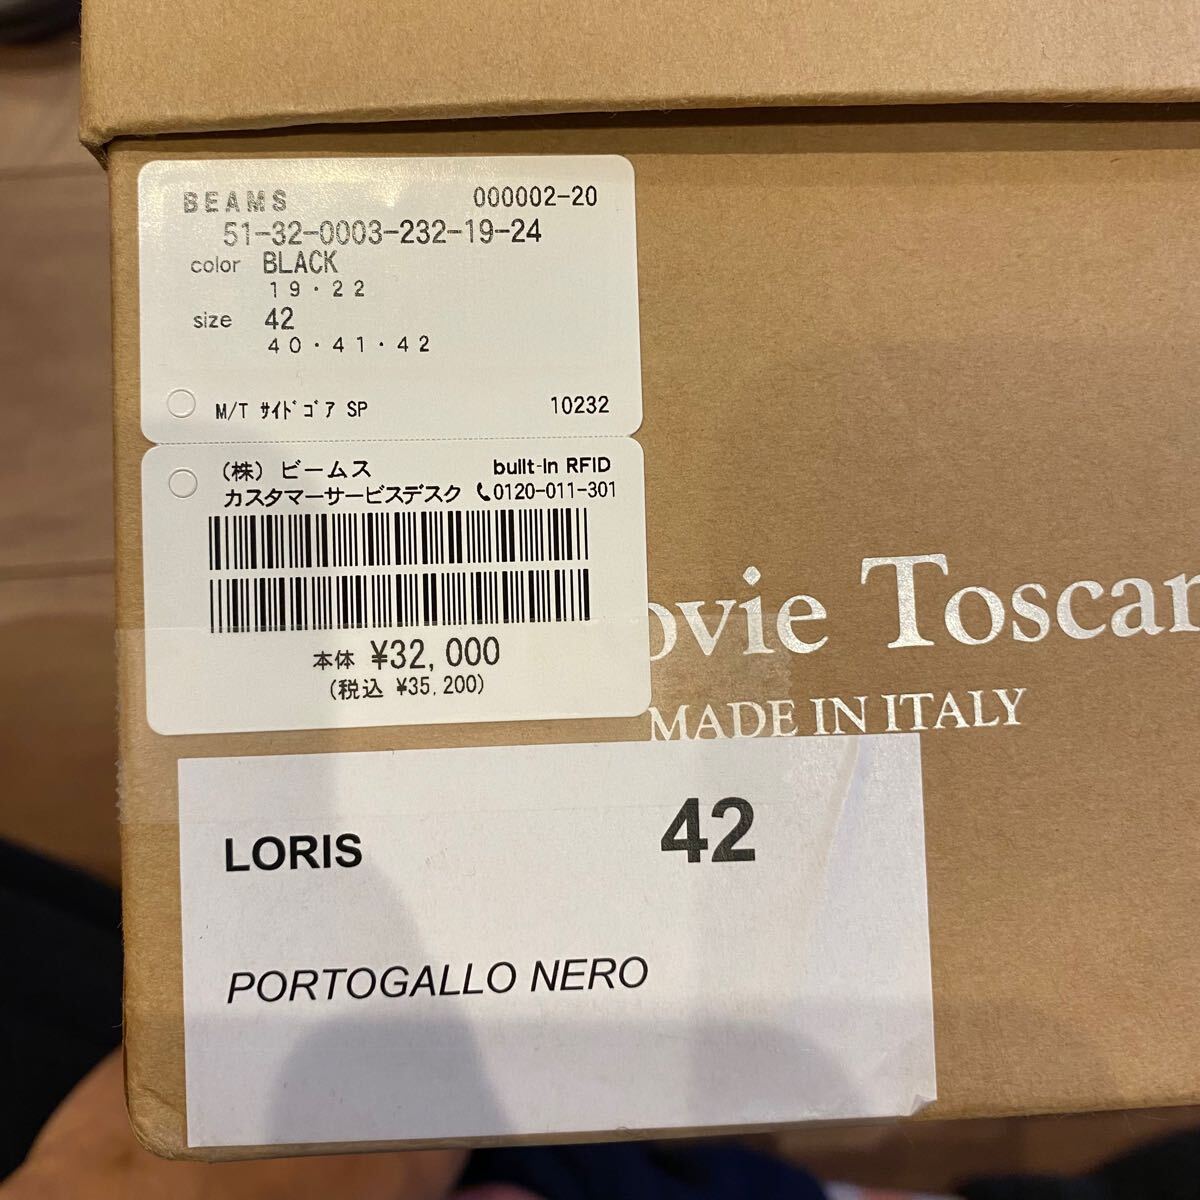 BEAMS 000002-20
51-32-0003-232-19-24
color BLACK
19・22
size 42
40・41・42
M/T ｻｲﾄﾞｺﾞｱ SP 10232
(株) ビームス built-in RFID
カスタマーサービスデスク 0120-011-301
本体 ¥32,000
(税込 ¥35,200)
ovie Toscan
MADE IN ITALY
LORIS 42
PORTOGALLO NERO